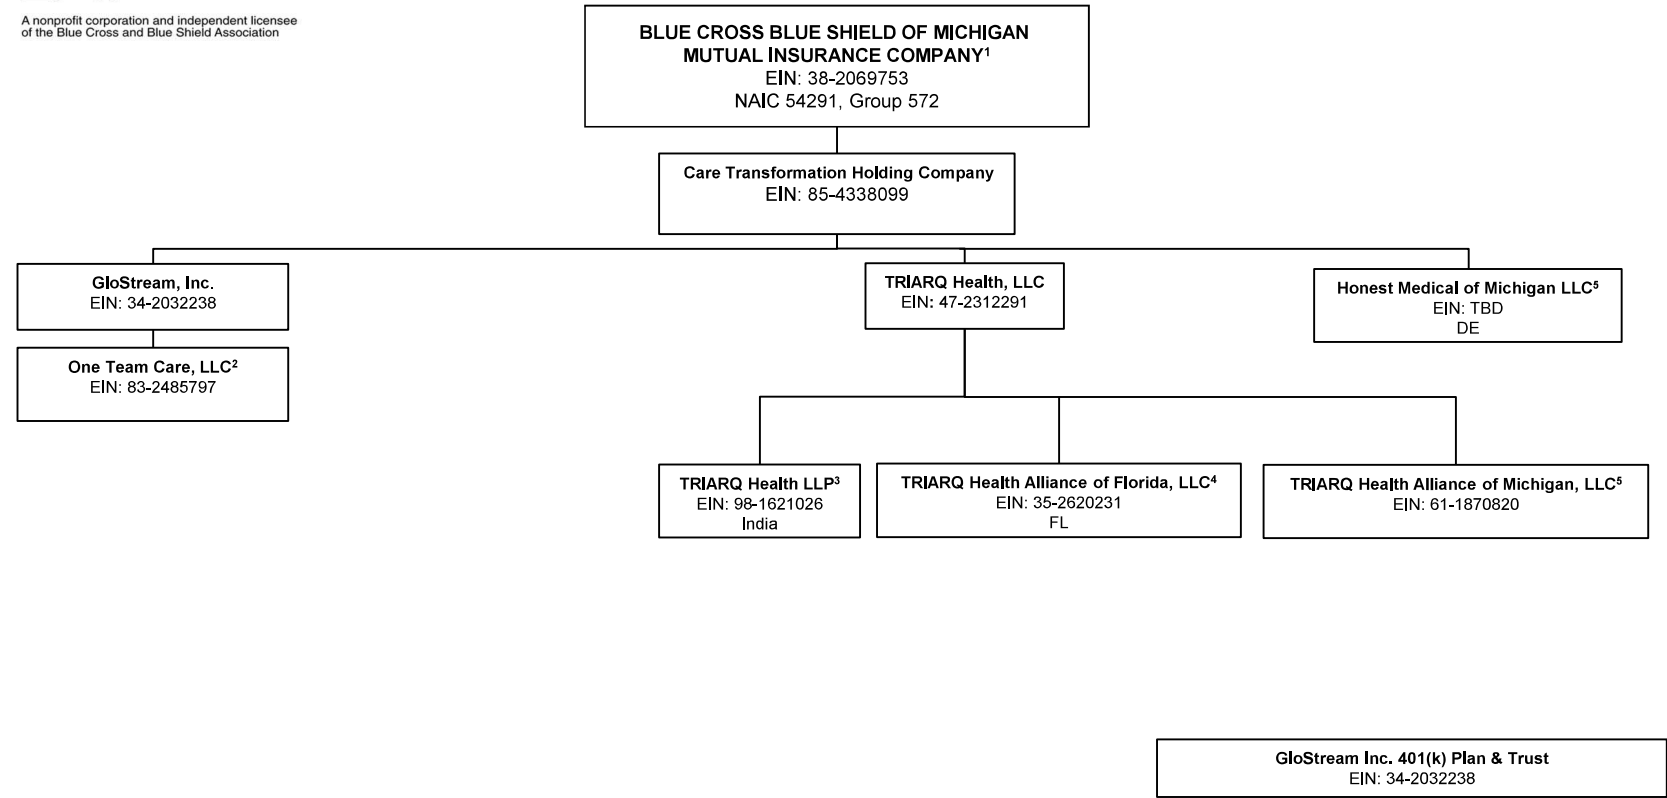 A nonprofit corporation and independent licensee
of the Blue Cross and Blue Shield Association
BLUE CROSS BLUE SHIELD OF MICHIGAN
MUTUAL INSURANCE COMPANY¹
EIN: 38-2069753
NAIC 54291, Group 572
Care Transformation Holding Company
EIN: 85-4338099
GloStream, Inc.
EIN: 34-2032238
TRIARQ Health, LLC
EIN: 47-2312291
Honest Medical of Michigan LLC⁵
EIN: TBD
DE
One Team Care, LLC²
EIN: 83-2485797
TRIARQ Health LLP³
EIN: 98-1621026
India
TRIARQ Health Alliance of Florida, LLC⁴
EIN: 35-2620231
FL
TRIARQ Health Alliance of Michigan, LLC⁵
EIN: 61-1870820
GloStream Inc. 401(k) Plan & Trust
EIN: 34-2032238